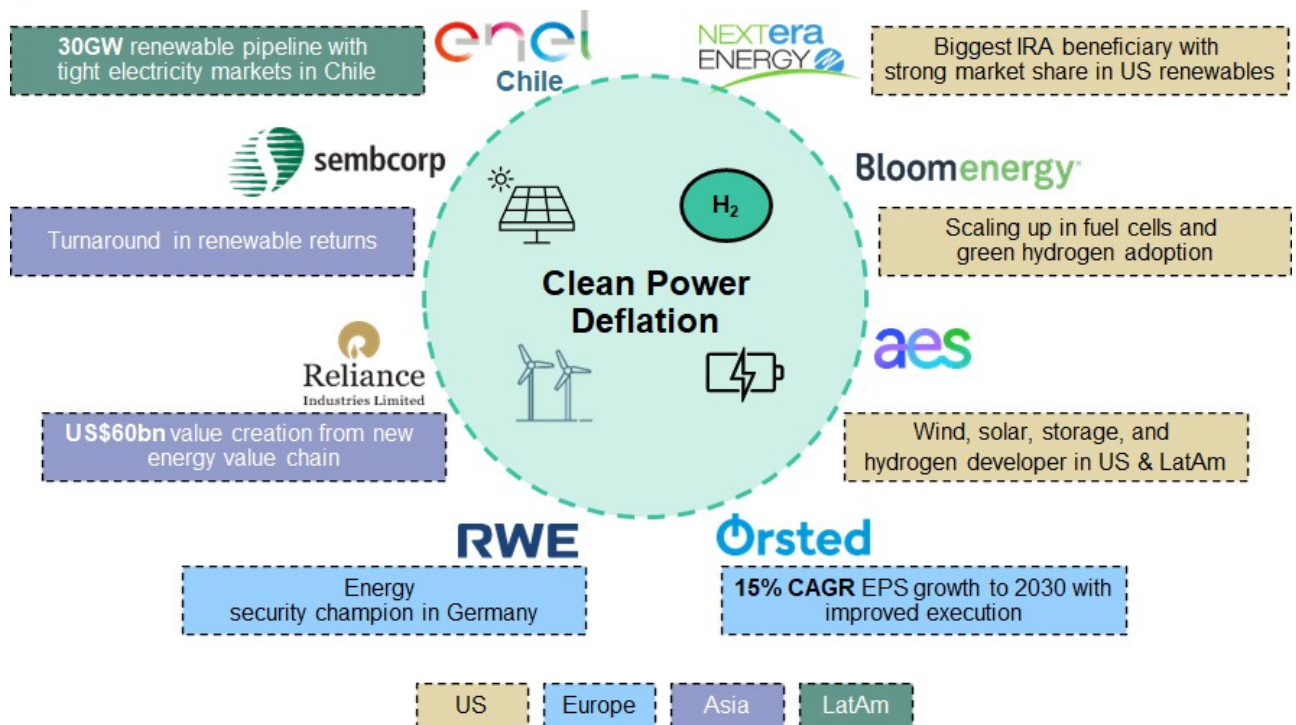 30GW renewable pipeline with
tight electricity markets in Chile
enel
Chile
NEXTera
ENERGY
Biggest IRA beneficiary with
strong market share in US renewables
sembcorp
Turnaround in renewable returns
Bloomenergy
Scaling up in fuel cells and
green hydrogen adoption
H₂
Clean Power
Deflation
Reliance
Industries Limited
US$60bn value creation from new
energy value chain
aes
Wind, solar, storage, and
hydrogen developer in US & LatAm
RWE
Energy
security champion in Germany
Ørsted
15% CAGR EPS growth to 2030 with
improved execution
US
Europe
Asia
LatAm